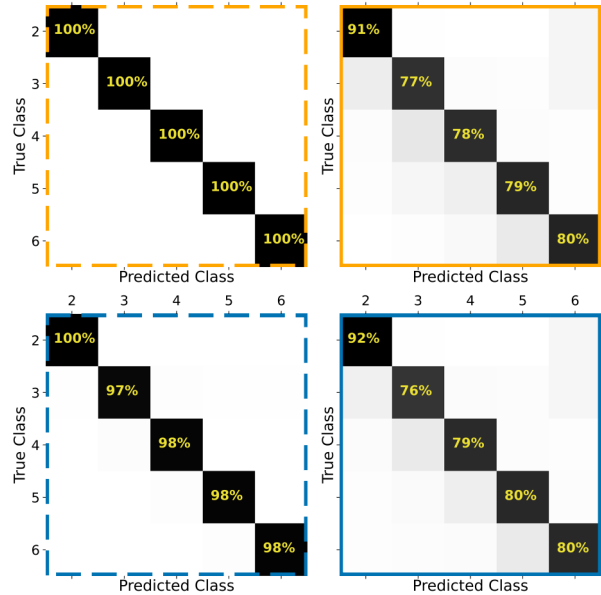 2 100% 91%
3 100% 77%
4 100% 78%
5 100% 79%
6 100% 80%
True Class True Class
Predicted Class Predicted Class
2 3 4 5 6 2 3 4 5 6
2 100% 92%
3 97% 76%
4 98% 79%
5 98% 80%
6 98% 80%
True Class True Class
Predicted Class Predicted Class